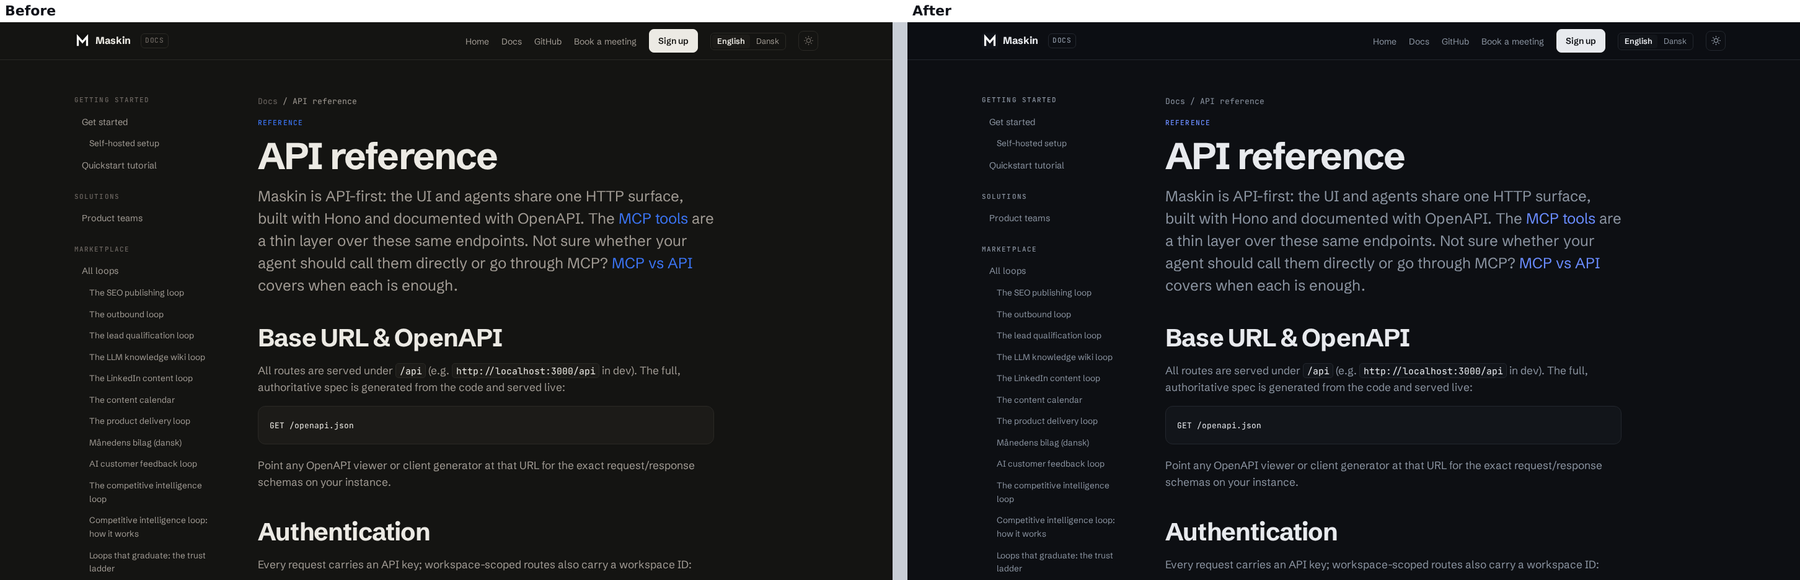 Before
Maskin DOCS
Home Docs GitHub Book a meeting Sign up English Dansk
GETTING STARTED
Get started
Self-hosted setup
Quickstart tutorial
SOLUTIONS
Product teams
MARKETPLACE
All loops
The SEO publishing loop
The outbound loop
The lead qualification loop
The LLM knowledge wiki loop
The LinkedIn content loop
The content calendar
The product delivery loop
Månedens bilag (dansk)
AI customer feedback loop
The competitive intelligence
loop
Competitive intelligence loop:
how it works
Loops that graduate: the trust
ladder
Docs / API reference
REFERENCE
API reference
Maskin is API-first: the UI and agents share one HTTP surface,
built with Hono and documented with OpenAPI. The MCP tools are
a thin layer over these same endpoints. Not sure whether your
agent should call them directly or go through MCP? MCP vs API
covers when each is enough.
Base URL & OpenAPI
All routes are served under /api (e.g. http://localhost:3000/api in dev). The full,
authoritative spec is generated from the code and served live:
GET /openapi.json
Point any OpenAPI viewer or client generator at that URL for the exact request/response
schemas on your instance.
Authentication
Every request carries an API key; workspace-scoped routes also carry a workspace ID:
After
Maskin DOCS
Home Docs GitHub Book a meeting Sign up English Dansk
GETTING STARTED
Get started
Self-hosted setup
Quickstart tutorial
SOLUTIONS
Product teams
MARKETPLACE
All loops
The SEO publishing loop
The outbound loop
The lead qualification loop
The LLM knowledge wiki loop
The LinkedIn content loop
The content calendar
The product delivery loop
Månedens bilag (dansk)
AI customer feedback loop
The competitive intelligence
loop
Competitive intelligence loop:
how it works
Loops that graduate: the trust
ladder
Docs / API reference
REFERENCE
API reference
Maskin is API-first: the UI and agents share one HTTP surface,
built with Hono and documented with OpenAPI. The MCP tools are
a thin layer over these same endpoints. Not sure whether your
agent should call them directly or go through MCP? MCP vs API
covers when each is enough.
Base URL & OpenAPI
All routes are served under /api (e.g. http://localhost:3000/api in dev). The full,
authoritative spec is generated from the code and served live:
GET /openapi.json
Point any OpenAPI viewer or client generator at that URL for the exact request/response
schemas on your instance.
Authentication
Every request carries an API key; workspace-scoped routes also carry a workspace ID: